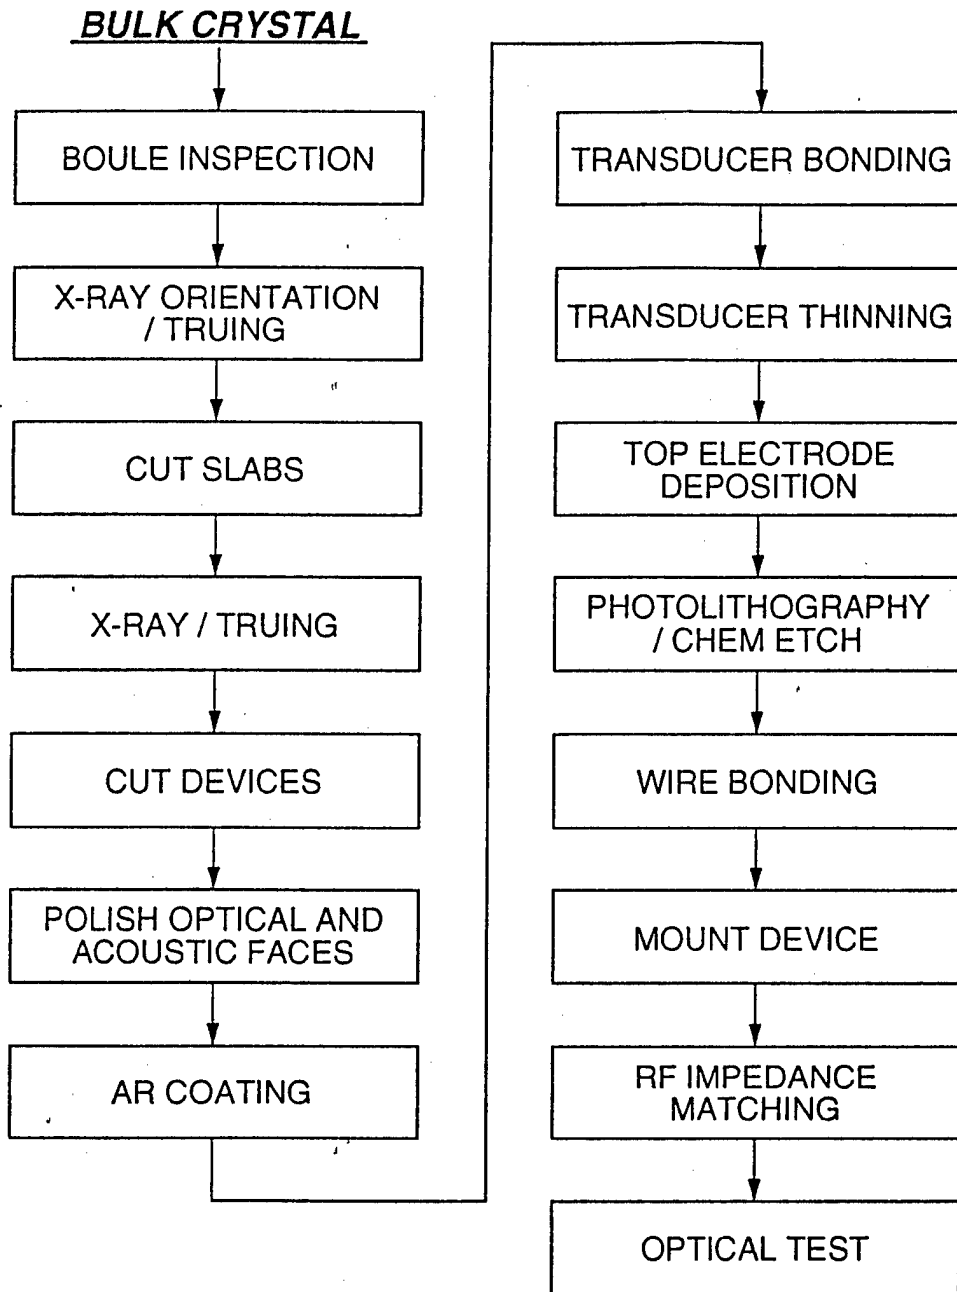 BULK CRYSTAL
BOULE INSPECTION
X-RAY ORIENTATION
/ TRUING
CUT SLABS
X-RAY / TRUING
CUT DEVICES
POLISH OPTICAL AND
ACOUSTIC FACES
AR COATING
TRANSDUCER BONDING
TRANSDUCER THINNING
TOP ELECTRODE
DEPOSITION
PHOTOLITHOGRAPHY
/ CHEM ETCH
WIRE BONDING
MOUNT DEVICE
RF IMPEDANCE
MATCHING
OPTICAL TEST